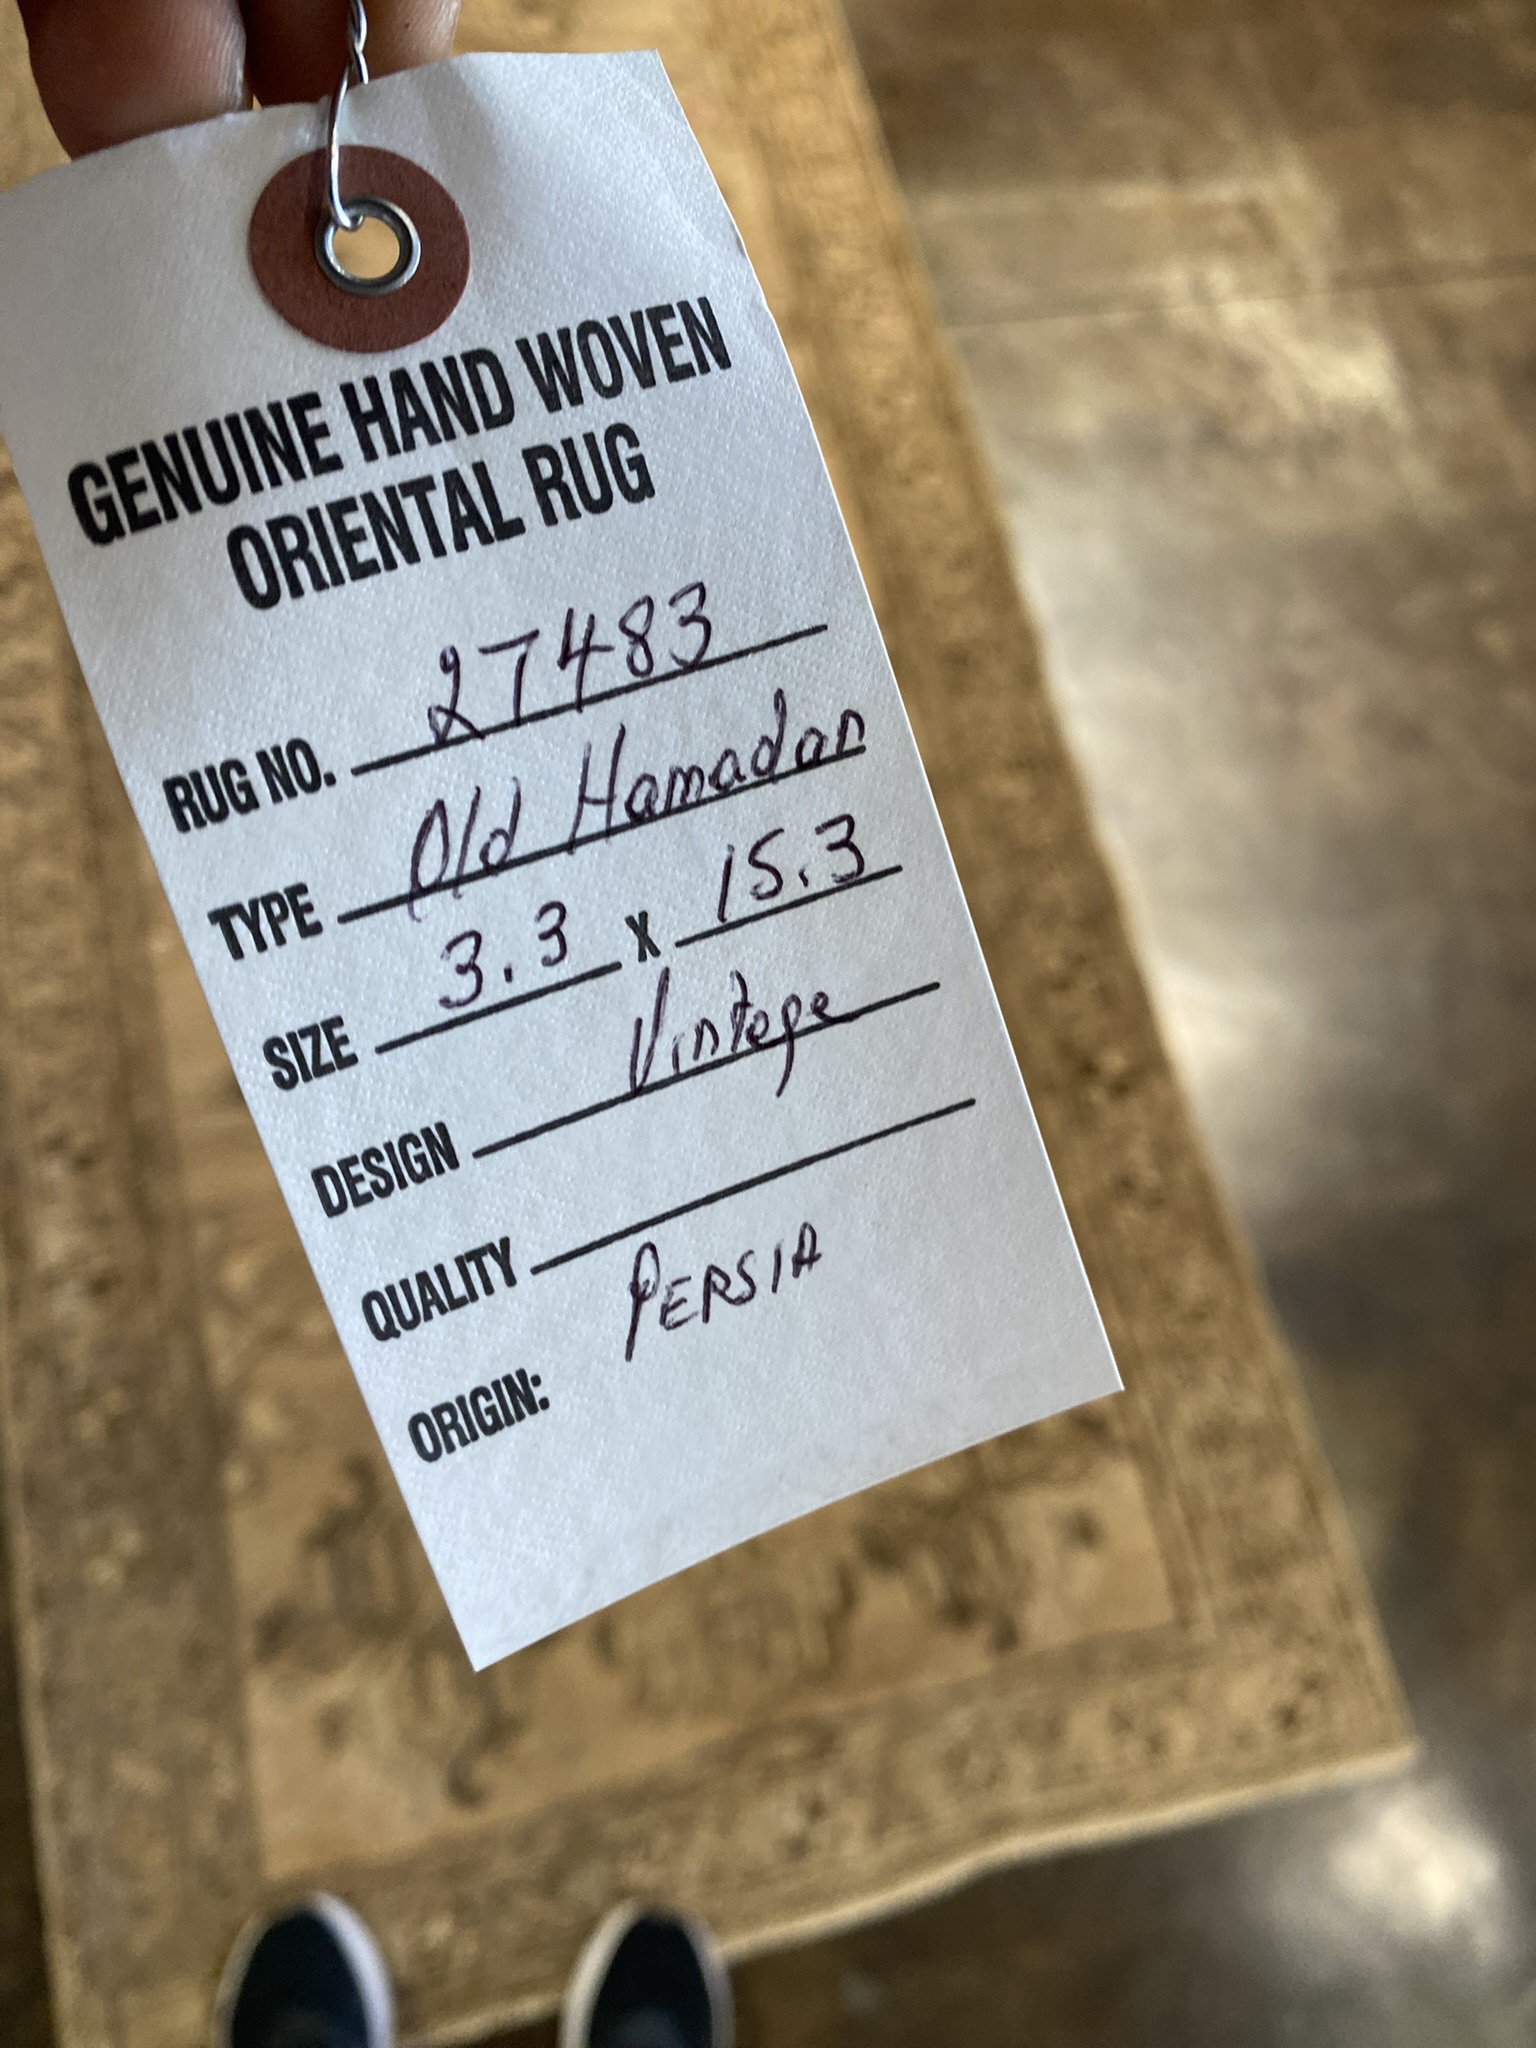 GENUINE HAND WOVEN
ORIENTAL RUG
RUG NO. 27483
TYPE Old Hamadan
SIZE 3.3 X 15.3
DESIGN Vintage
QUALITY
ORIGIN: PERSIA